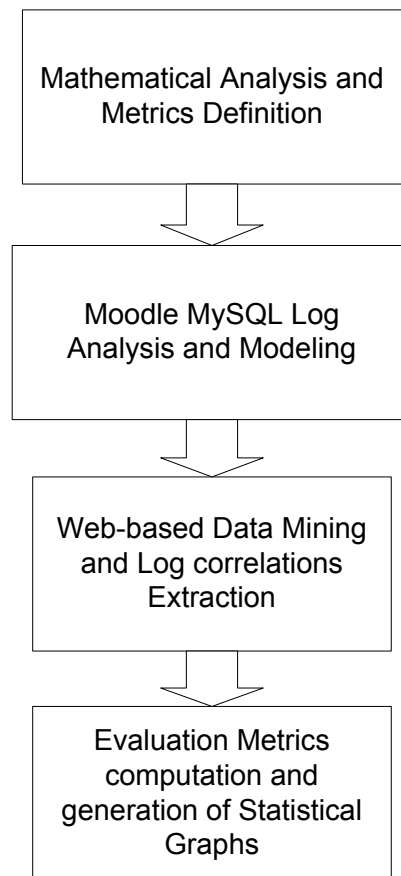 Mathematical Analysis and
Metrics Definition
Moodle MySQL Log
Analysis and Modeling
Web-based Data Mining
and Log correlations
Extraction
Evaluation Metrics
computation and
generation of Statistical
Graphs